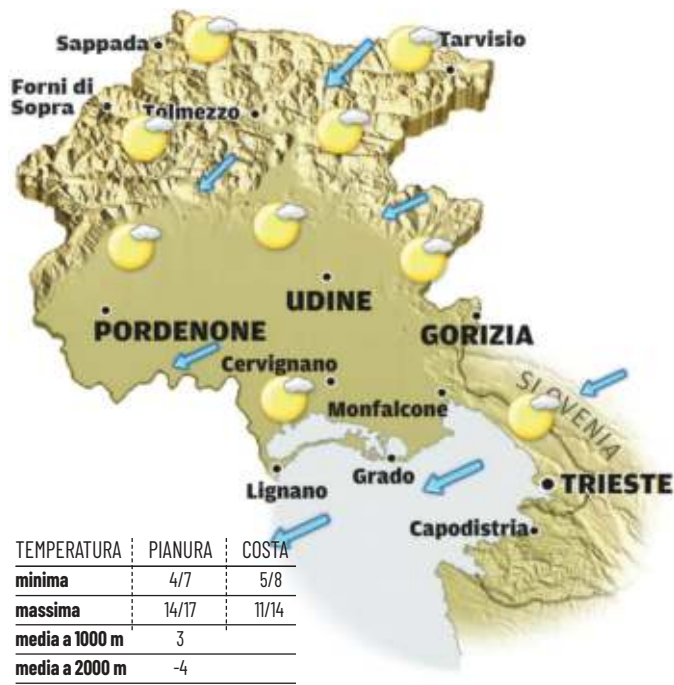 Sappada
Tarvisio
Forni di
Sopra
Tolmezzo
UDINE
PORDENONE
GORIZIA
Cervignano
SLOVENIA
Monfalcone
Grado
Lignano
TRIESTE
Capodistria
TEMPERATURA PIANURA COSTA
minima 4/7 5/8
massima 14/17 11/14
media a 1000 m 3
media a 2000 m -4